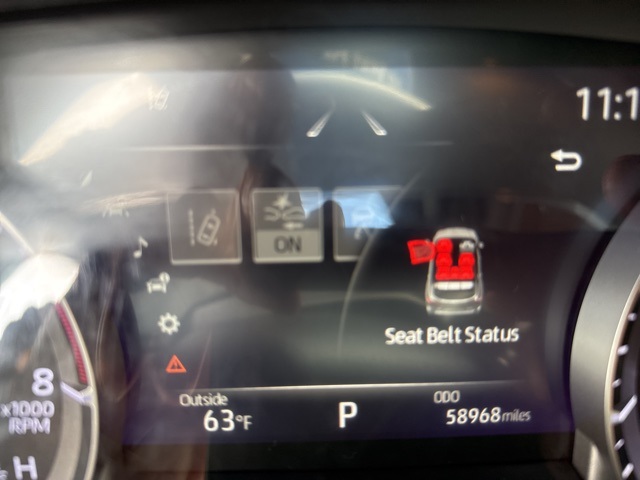 11:1
ON
Seat Belt Status
8
x1000
RPM
H
Outside
63°F
P
ODO
58968 miles